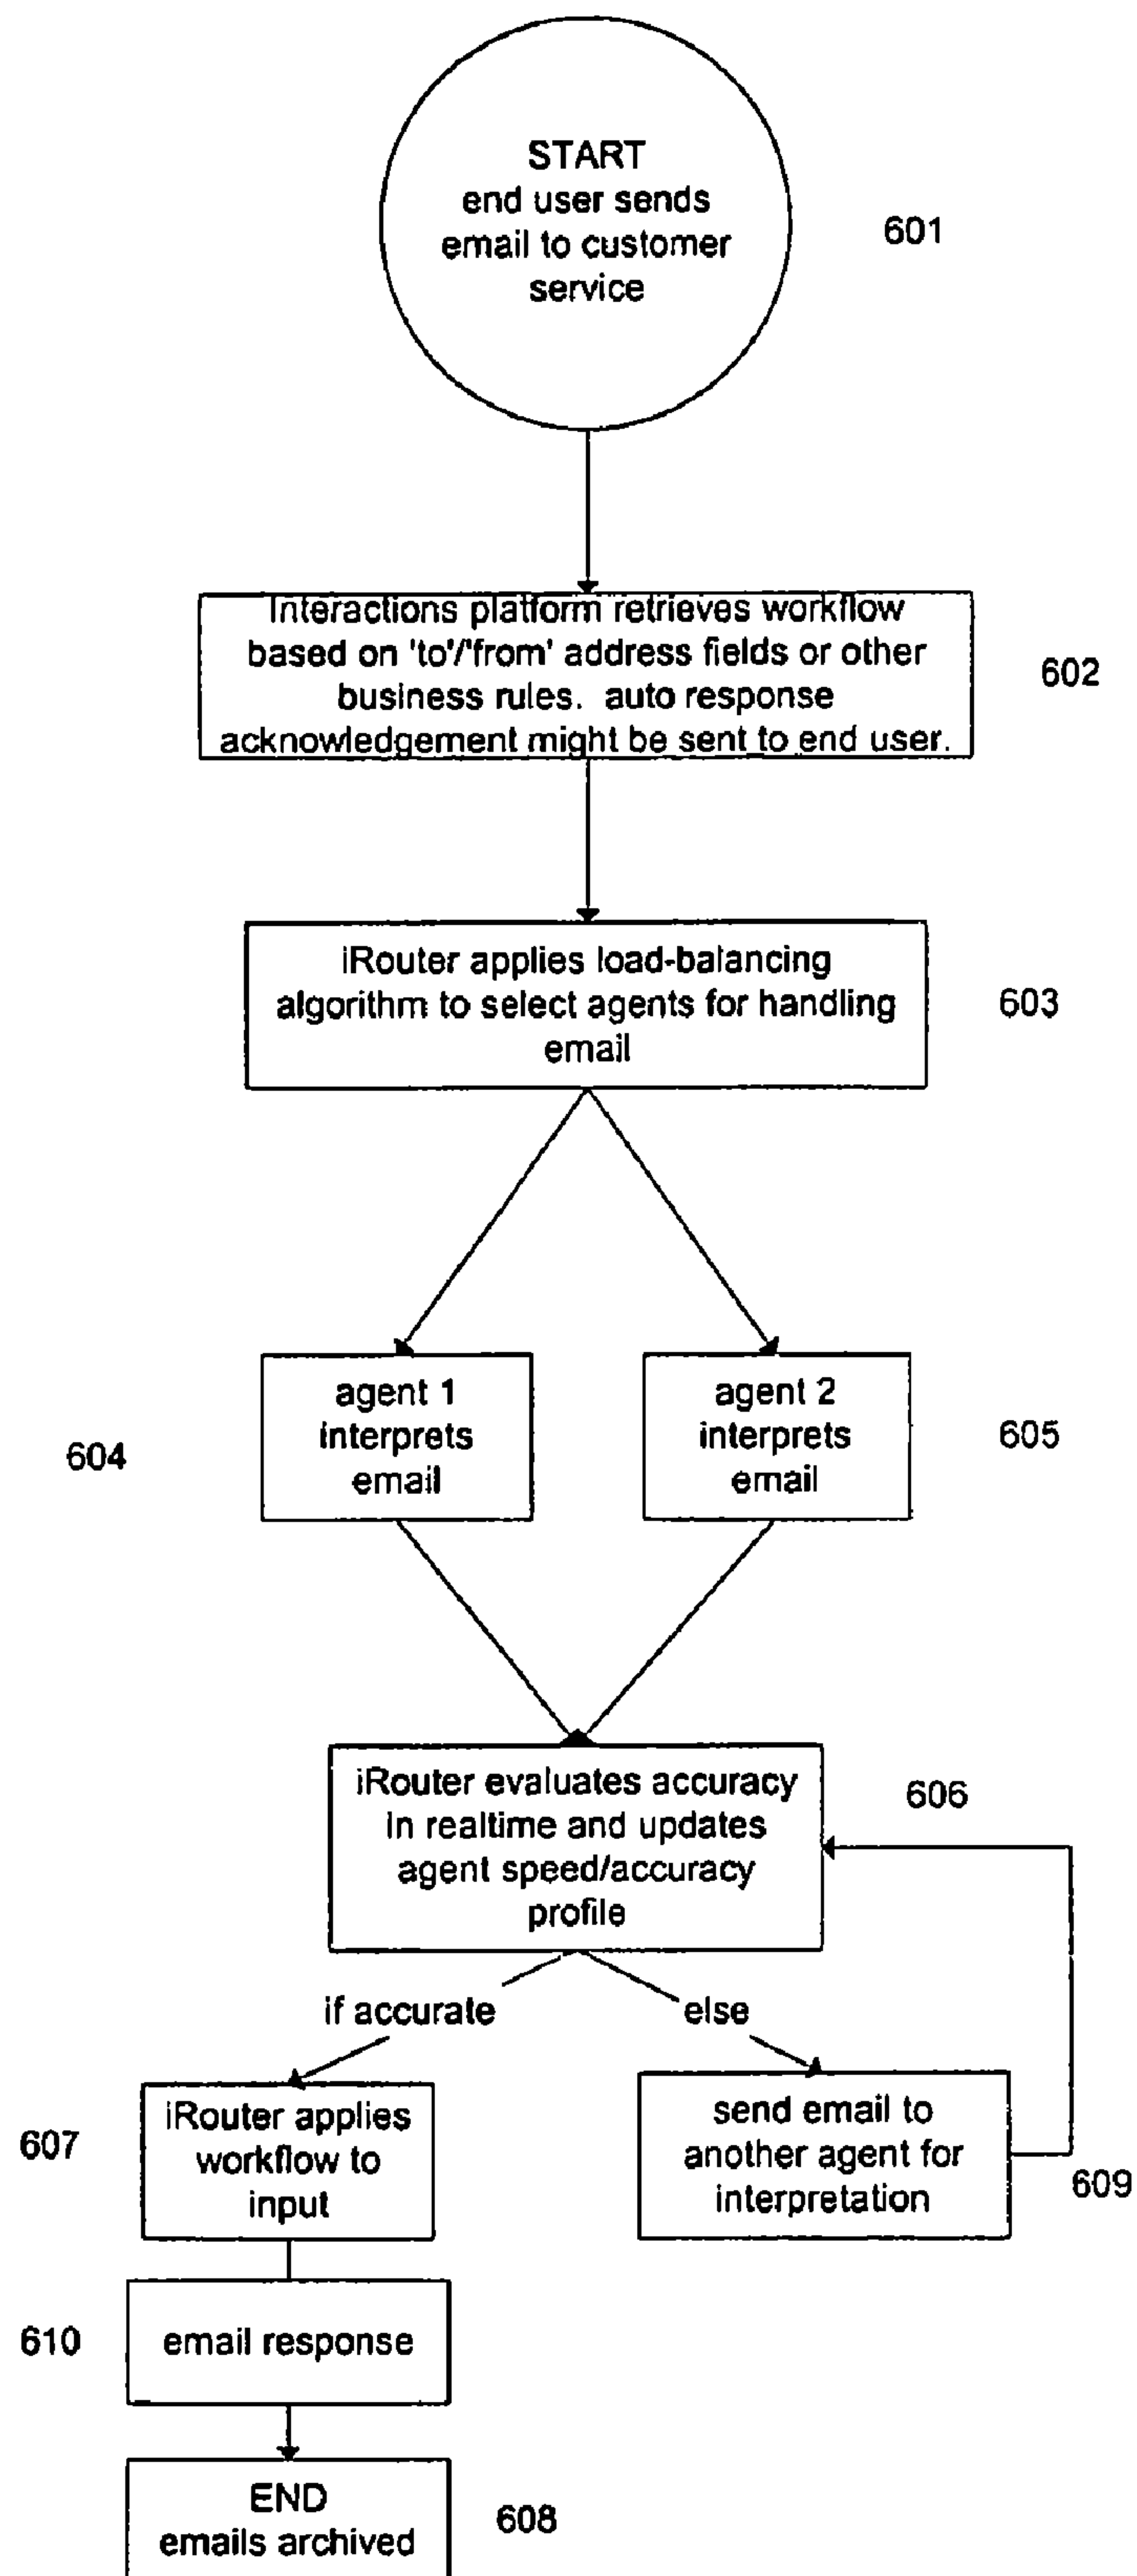 START
end user sends
email to customer
service
601
Interactions platform retrieves workflow
based on 'to'/'from' address fields or other
business rules. auto response
acknowledgement might be sent to end user.
602
iRouter applies load-balancing
algorithm to select agents for handling
email
603
604
agent 1
interprets
email
agent 2
interprets
email
605
iRouter evaluates accuracy
in realtime and updates
agent speed/accuracy
profile
606
if accurate
else
607
iRouter applies
workflow to
input
send email to
another agent for
interpretation
609
610
email response
END
emails archived
608